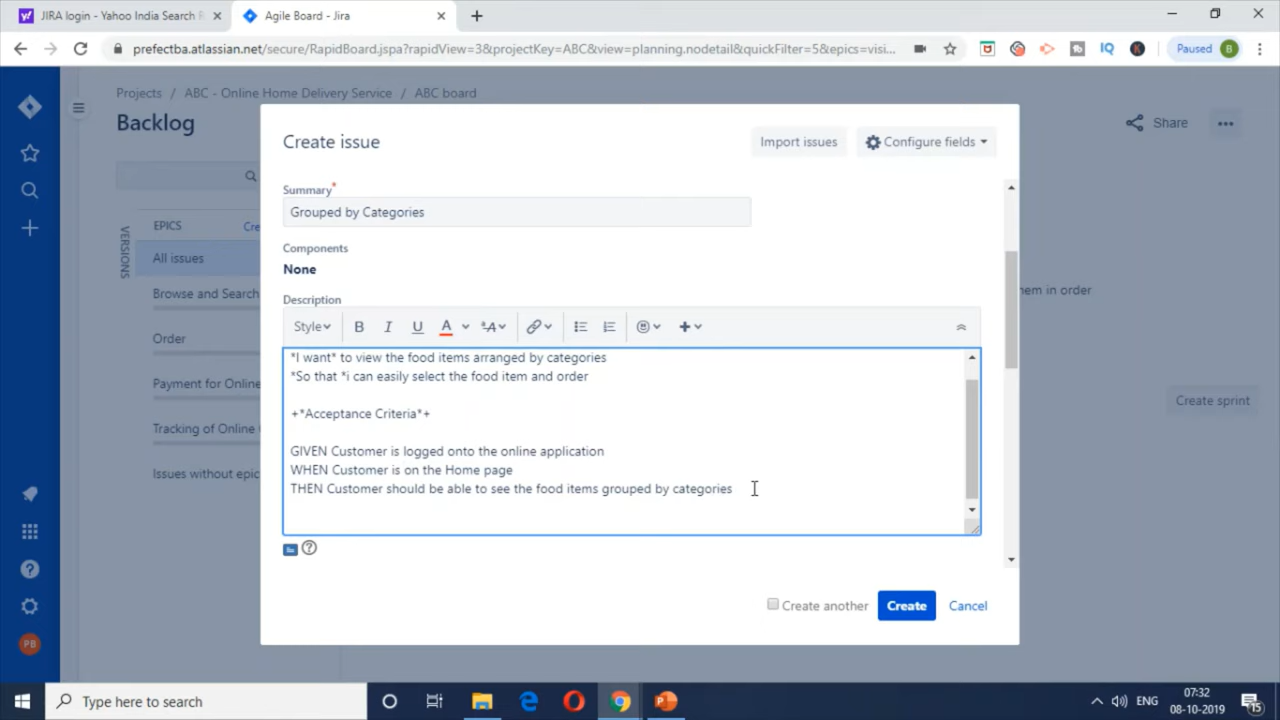 JIRA login - Yahoo India Search R
Agile Board - Jira
prefectba.atlassian.net/secure/RapidBoard.jspa?rapidView=3&projectKey=ABC&view=planning.nodetail&quickFilter=5&epics=visi...
IQ
K
Paused
B
Projects / ABC - Online Home Delivery Service / ABC board
Backlog
Share
VERSIONS
EPICS
Cre
All issues
Browse and Search
Order
Payment for Online
Tracking of Online
Issues without epic
em in order
Create sprint
Create issue
Import issues
Configure fields
Summary*
Grouped by Categories
Components
None
Description
Style
B
I
U
A
A
*I want* to view the food items arranged by categories
*So that *i can easily select the food item and order
+*Acceptance Criteria*+
GIVEN Customer is logged onto the online application
WHEN Customer is on the Home page
THEN Customer should be able to see the food items grouped by categories
Create another
Create
Cancel
PB
Type here to search
ENG
07:32
08-10-2019
15